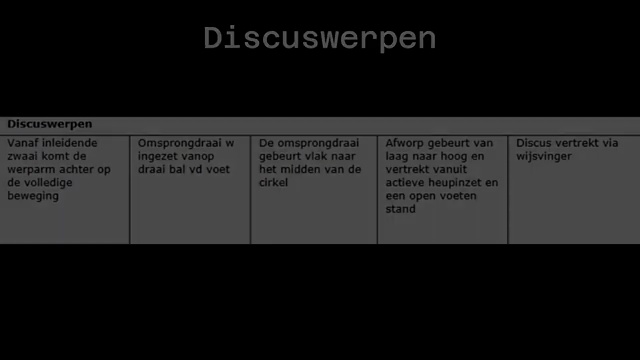 Discuswerpen
Discuswerpen
Vanaf inleidende
zwaai komt de
werparm achter op
de volledige
beweging
Omsprongdraai w
ingezet vanop
draai bal vd voet
De omsprongdraai
gebeurt vlak naar
het midden van de
cirkel
Afworp gebeurt van
laag naar hoog en
vertrekt vanuit
actieve heupinzet en
een open voeten
stand
Discus vertrekt via
wijsvinger